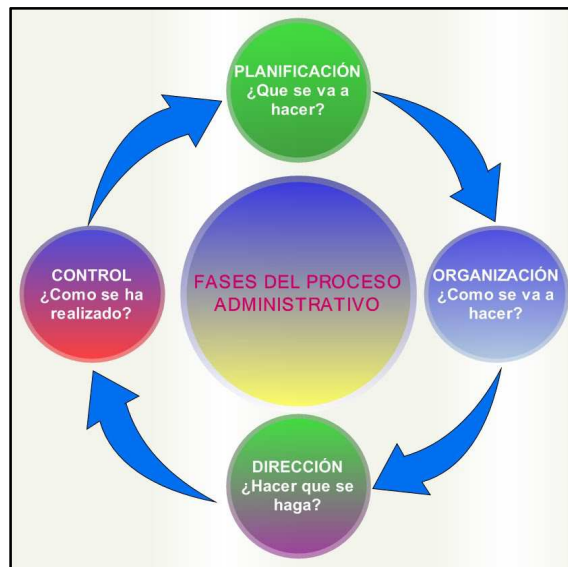 PLANIFICACIÓN
¿Que se va a
hacer?
ORGANIZACIÓN
¿Como se va a
hacer?
DIRECCIÓN
¿Hacer que se
haga?
CONTROL
¿Como se ha
realizado?
FASES DEL PROCESO
ADMINISTRATIVO